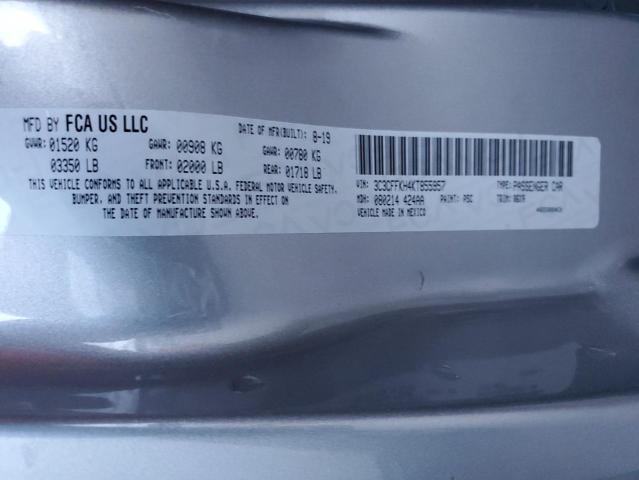 MFD BY FCA US LLC
DATE OF MFR(BUILT): 8-19
GVWR: 01520 KG GAWR: 00908 KG GAWR: 00780 KG
03350 LB FRONT: 02000 LB REAR: 01718 LB
THIS VEHICLE CONFORMS TO ALL APPLICABLE U.S.A. FEDERAL MOTOR VEHICLE SAFETY,
BUMPER, AND THEFT PREVENTION STANDARDS IN EFFECT ON
THE DATE OF MANUFACTURE SHOWN ABOVE.
VIN: 3C3CFFKH4KT855857 TYPE: PASSENGER CAR
MDH: 080214 424AA PAINT: PSC TRIM:
VEHICLE MADE IN MEXICO